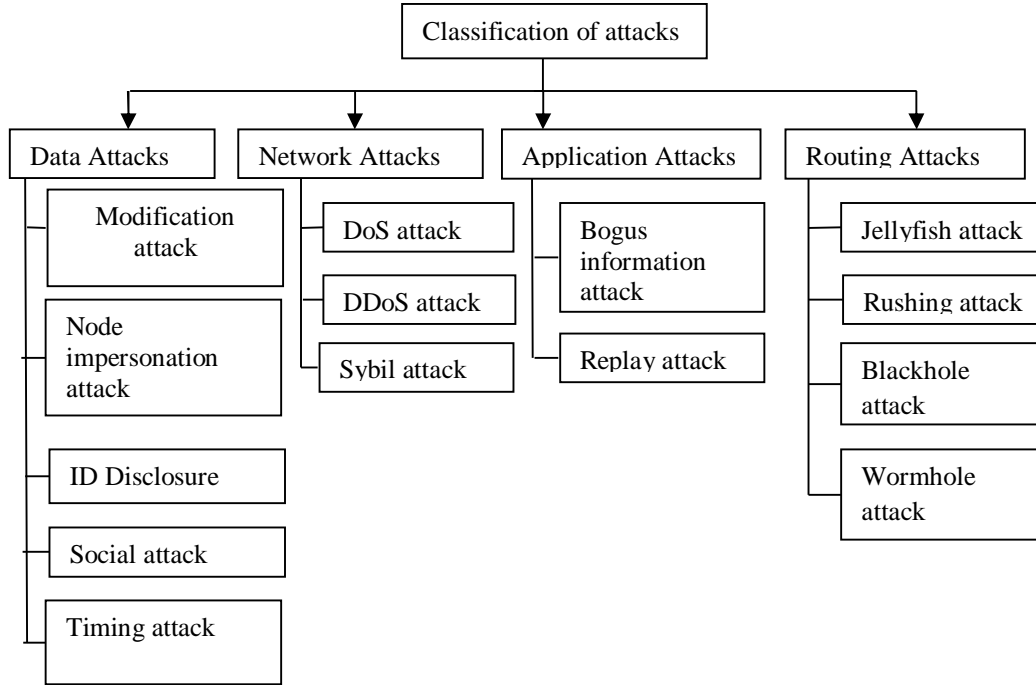 Classification of attacks
Data Attacks
Network Attacks
Application Attacks
Routing Attacks
Modification
attack
Node
impersonation
attack
ID Disclosure
Social attack
Timing attack
DoS attack
DDoS attack
Sybil attack
Bogus
information
attack
Replay attack
Jellyfish attack
Rushing attack
Blackhole
attack
Wormhole
attack